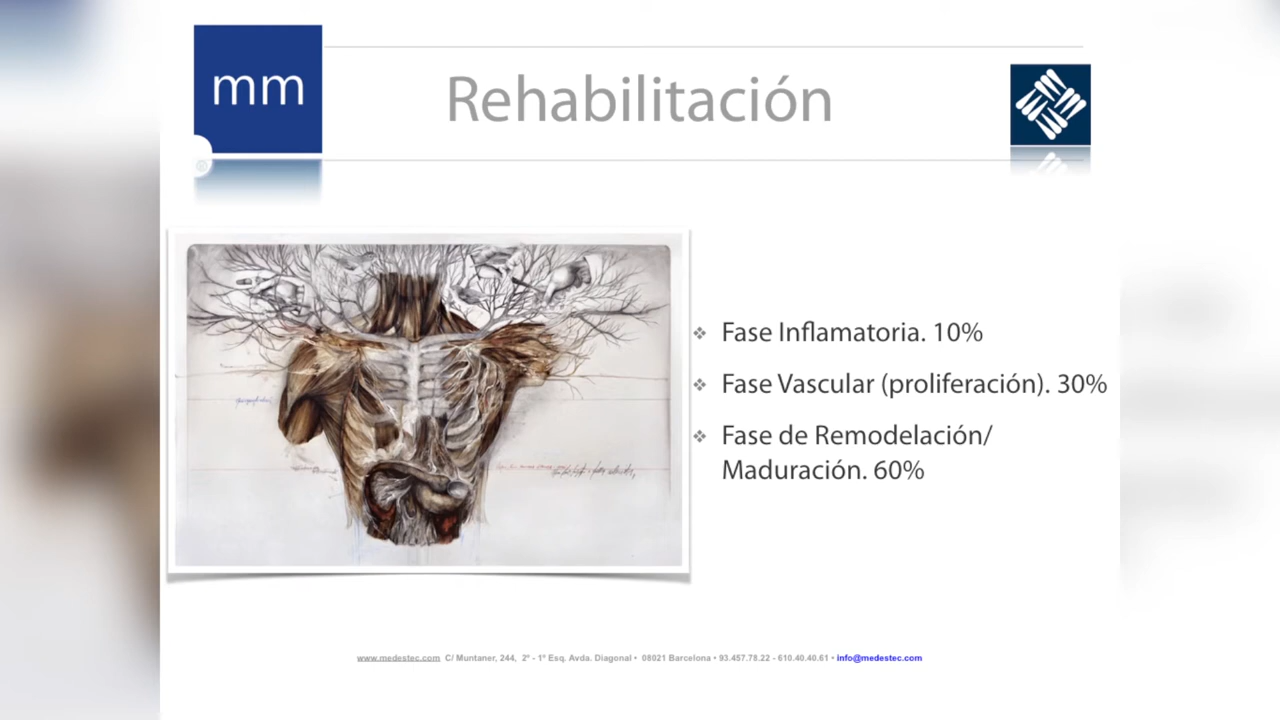 mm
Rehabilitación
Fase Inflamatoria. 10%
Fase Vascular (proliferación). 30%
Fase de Remodelación/
Maduración. 60%
www.medestec.com C/ Muntaner, 244, 2º - 1º Esq. Avda. Diagonal • 08021 Barcelona • 93.457.78.22 - 610.40.40.61 • info@medestec.com